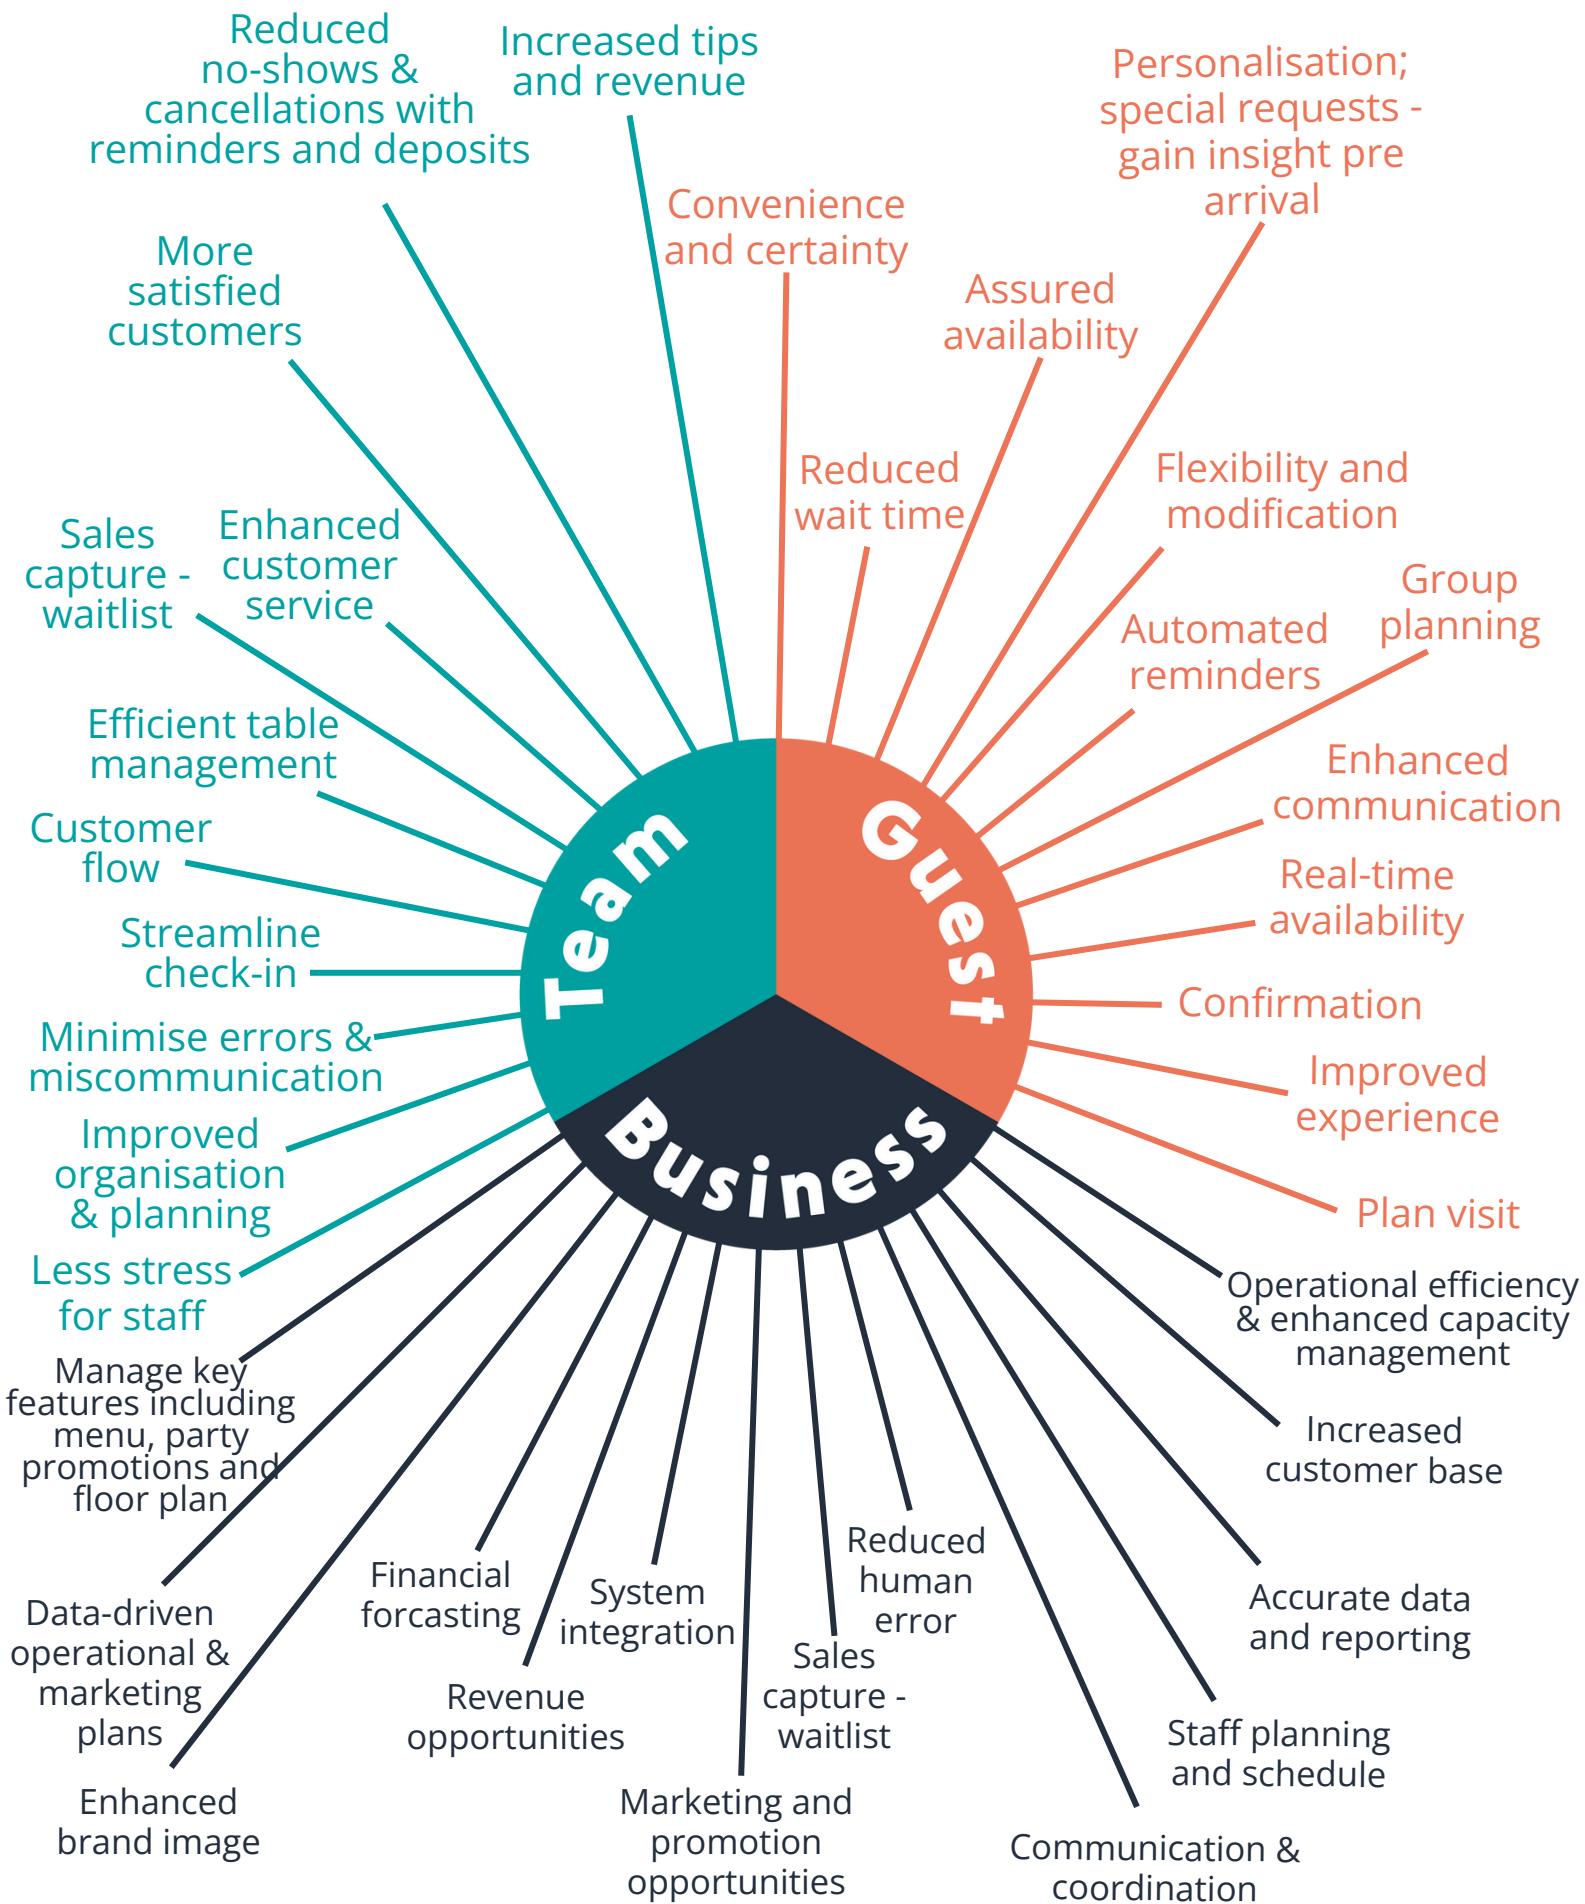 Reduced
no-shows &
cancellations with
reminders and deposits
Increased tips
and revenue
More
satisfied
customers
Sales
capture -
waitlist
Enhanced
customer
service
Efficient table
management
Customer
flow
Streamline
check-in
Minimise errors &
miscommunication
Improved
organisation
& planning
Less stress
for staff
Convenience
and certainty
Personalisation;
special requests -
gain insight pre
arrival
Assured
availability
Reduced
wait time
Flexibility and
modification
Group
planning
Automated
reminders
Enhanced
communication
Real-time
availability
Confirmation
Improved
experience
Plan visit
Team
Guest
Business
Manage key
features including
menu, party
promotions and
floor plan
Data-driven
operational &
marketing
plans
Enhanced
brand image
Financial
forcasting
Revenue
opportunities
System
integration
Marketing and
promotion
opportunities
Sales
capture -
waitlist
Reduced
human
error
Communication &
coordination
Staff planning
and schedule
Accurate data
and reporting
Increased
customer base
Operational efficiency
& enhanced capacity
management